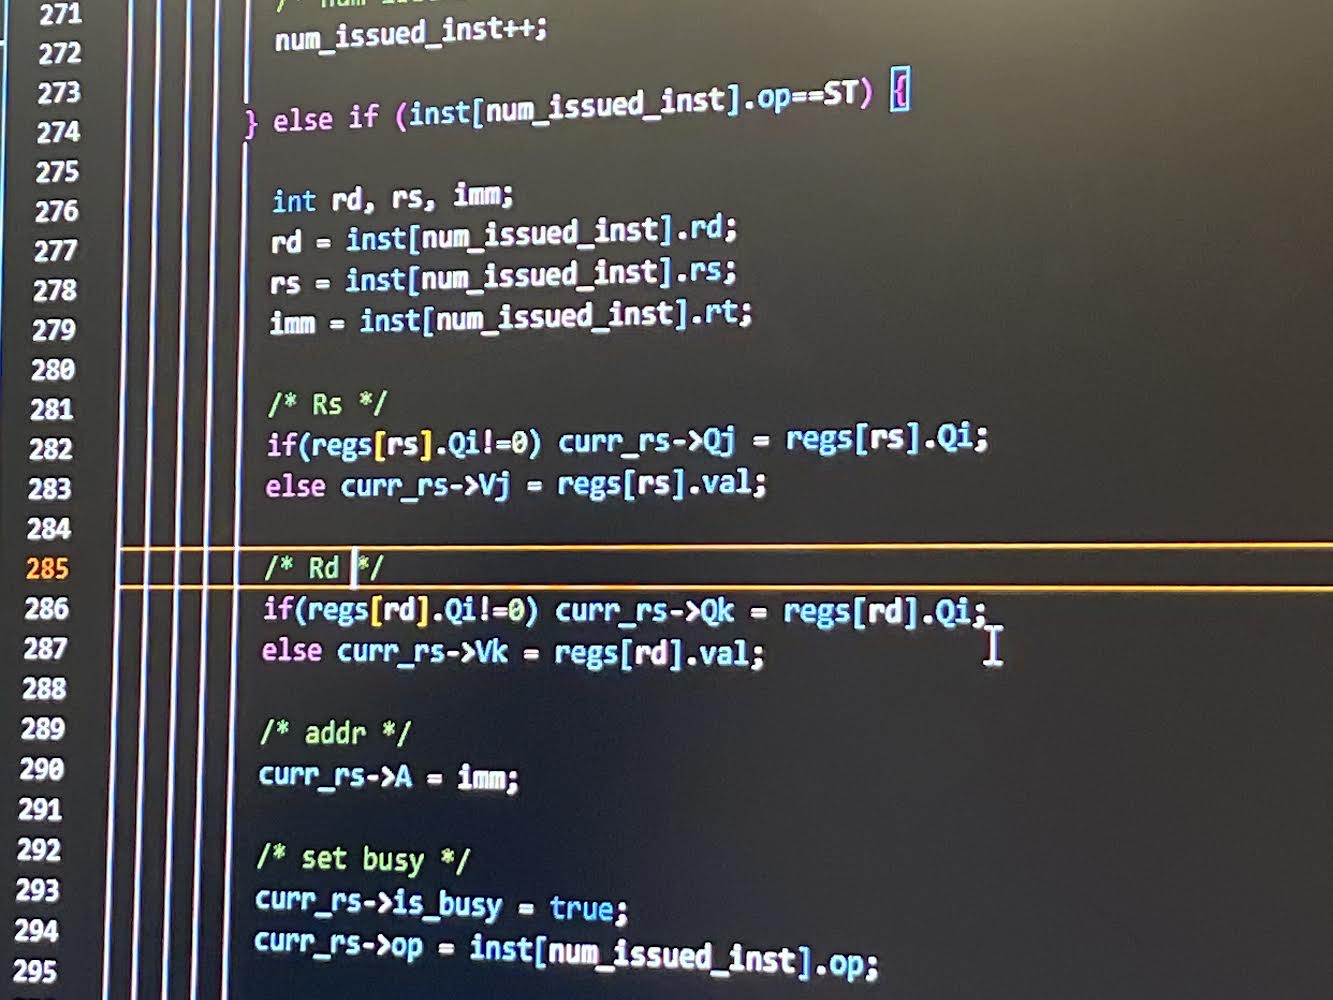 271
272 num_issued_inst++;
273
274 } else if (inst[num_issued_inst].op==ST) {
275
276 int rd, rs, imm;
277 rd = inst[num_issued_inst].rd;
278 rs = inst[num_issued_inst].rs;
279 imm = inst[num_issued_inst].rt;
280
281 /* Rs */
282 if(regs[rs].Qi!=0) curr_rs->Qj = regs[rs].Qi;
283 else curr_rs->Vj = regs[rs].val;
284
285 /* Rd */
286 if(regs[rd].Qi!=0) curr_rs->Qk = regs[rd].Qi;
287 else curr_rs->Vk = regs[rd].val;
288
289 /* addr */
290 curr_rs->A = imm;
291
292 /* set busy */
293 curr_rs->is_busy = true;
294 curr_rs->op = inst[num_issued_inst].op;
295